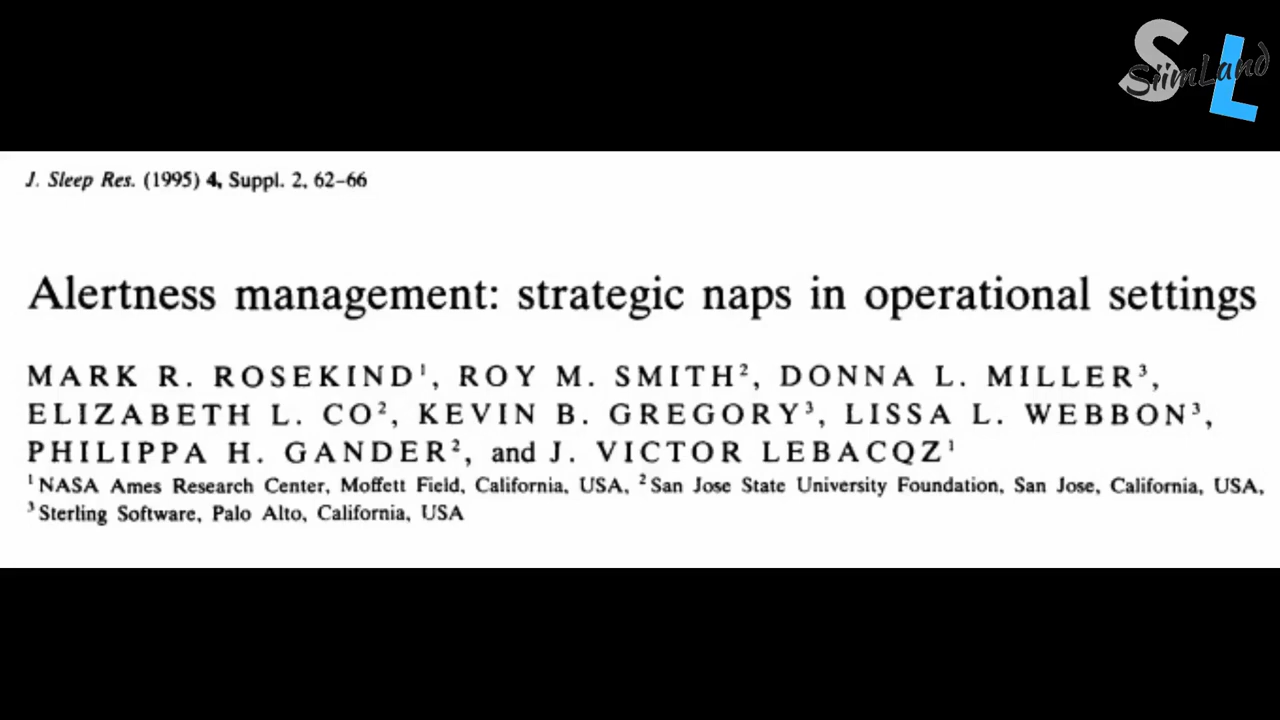 SL
SiimLand
J. Sleep Res. (1995) 4, Suppl. 2, 62–66
Alertness management: strategic naps in operational settings
MARK R. ROSEKIND¹, ROY M. SMITH², DONNA L. MILLER³,
ELIZABETH L. CO², KEVIN B. GREGORY³, LISSA L. WEBBON³,
PHILIPPA H. GANDER², and J. VICTOR LEBACQZ¹
¹NASA Ames Research Center, Moffett Field, California, USA, ²San Jose State University Foundation, San Jose, California, USA,
³Sterling Software, Palo Alto, California, USA